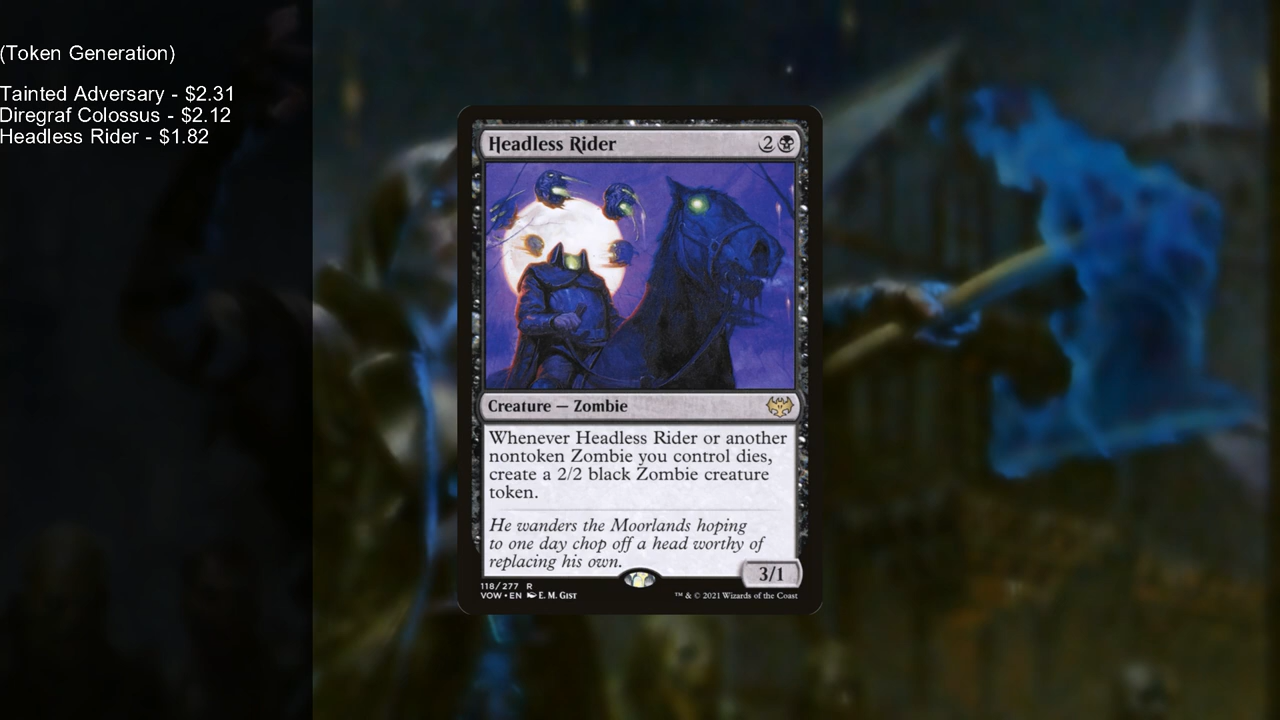 (Token Generation)
Tainted Adversary - $2.31
Diregraf Colossus - $2.12
Headless Rider - $1.82
Headless Rider
2
Creature — Zombie
Whenever Headless Rider or another
nontoken Zombie you control dies,
create a 2/2 black Zombie creature
token.
He wanders the Moorlands hoping
to one day chop off a head worthy of
replacing his own.
3/1
118/277 R
VOW • EN E. M. Gist
™ & © 2021 Wizards of the Coast